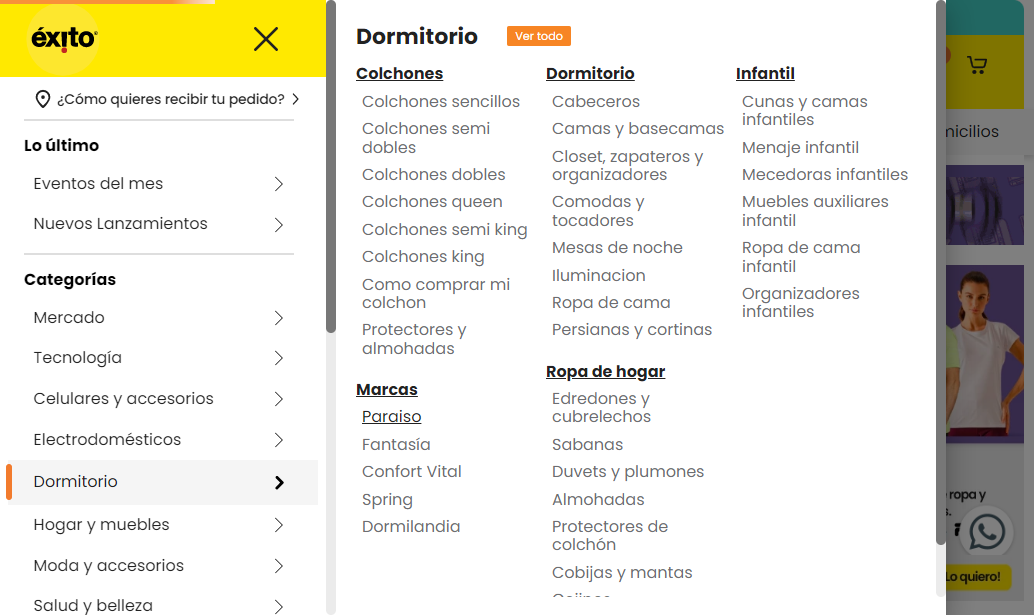 éxito
¿Cómo quieres recibir tu pedido?
Lo último
Eventos del mes
Nuevos Lanzamientos
Categorías
Mercado
Tecnología
Celulares y accesorios
Electrodomésticos
Dormitorio
Hogar y muebles
Moda y accesorios
Salud y belleza
Dormitorio
Ver todo
Colchones
Colchones sencillos
Colchones semi
dobles
Colchones dobles
Colchones queen
Colchones semi king
Colchones king
Como comprar mi
colchon
Protectores y
almohadas
Marcas
Paraiso
Fantasía
Confort Vital
Spring
Dormilandia
Dormitorio
Cabeceros
Camas y basecamas
Closet, zapateros y
organizadores
Comodas y
tocadores
Mesas de noche
Iluminacion
Ropa de cama
Persianas y cortinas
Ropa de hogar
Edredones y
cubrelechos
Sabanas
Duvets y plumones
Almohadas
Protectores de
colchón
Cobijas y mantas
Infantil
Cunas y camas
infantiles
Menaje infantil
Mecedoras infantiles
Muebles auxiliares
infantil
Ropa de cama
infantil
Organizadores
infantiles
ropa y
Lo quiero!